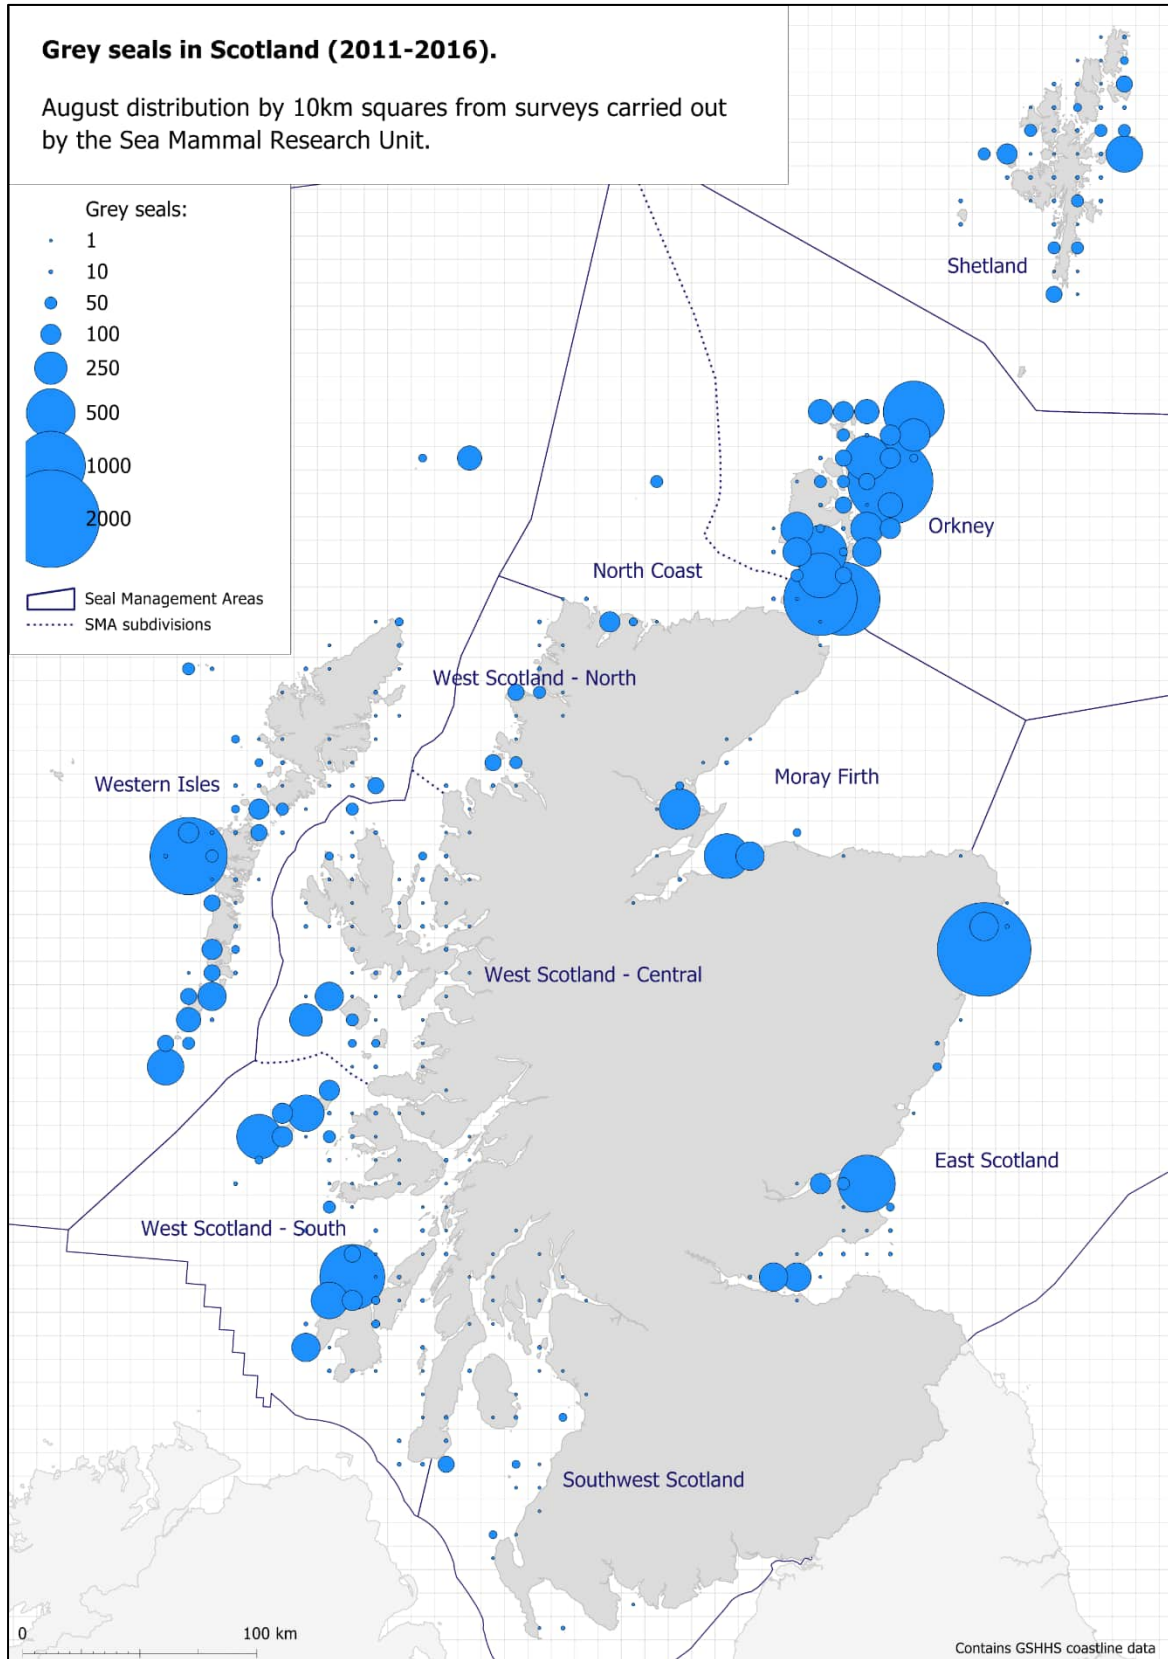 Grey seals in Scotland (2011-2016).
August distribution by 10km squares from surveys carried out
by the Sea Mammal Research Unit.
Grey seals:
1
10
50
100
250
500
1000
2000
Seal Management Areas
SMA subdivisions
Shetland
Orkney
North Coast
West Scotland - North
Western Isles
Moray Firth
West Scotland - Central
East Scotland
West Scotland - South
Southwest Scotland
0 100 km
Contains GSHHS coastline data